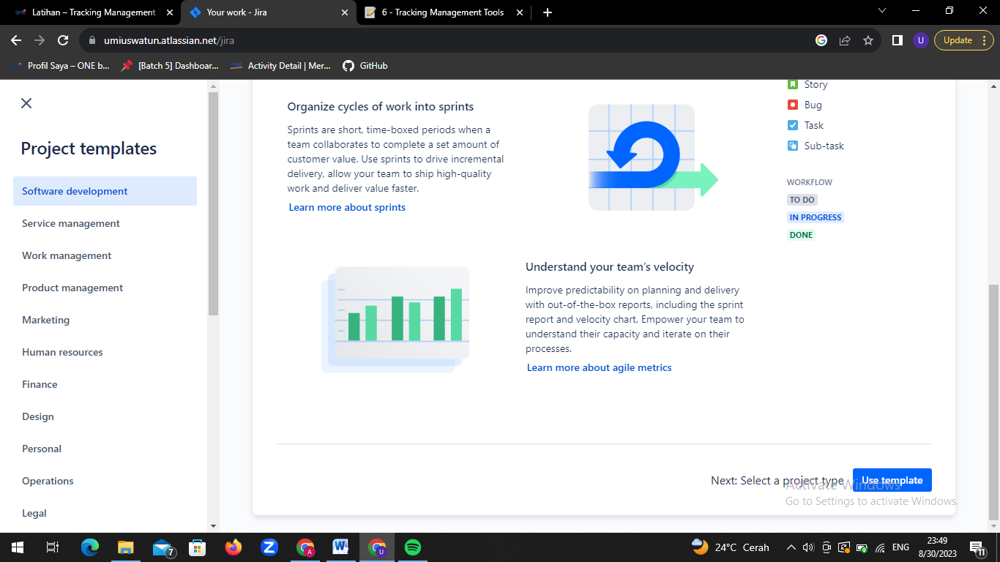 Latihan – Tracking Management
Your work - Jira
6 - Tracking Management Tools
umiuswatun.atlassian.net/jira
U
Update
Profil Saya – ONE b...
[Batch 5] Dashboar...
Activity Detail | Mer...
GitHub
Project templates
Software development
Service management
Work management
Product management
Marketing
Human resources
Finance
Design
Personal
Operations
Legal
Organize cycles of work into sprints
Sprints are short, time-boxed periods when a
team collaborates to complete a set amount of
customer value. Use sprints to drive incremental
delivery, allow your team to ship high-quality
work and deliver value faster.
Learn more about sprints
Understand your team's velocity
Improve predictability on planning and delivery
with out-of-the-box reports, including the sprint
report and velocity chart. Empower your team to
understand their capacity and iterate on their
processes.
Learn more about agile metrics
Story
Bug
Task
Sub-task
WORKFLOW
TO DO
IN PROGRESS
DONE
Next: Select a project type
Use template
Activate Windows
Go to Settings to activate Windows.
7
A
U
24°C Cerah
ENG
23:49
8/30/2023
11